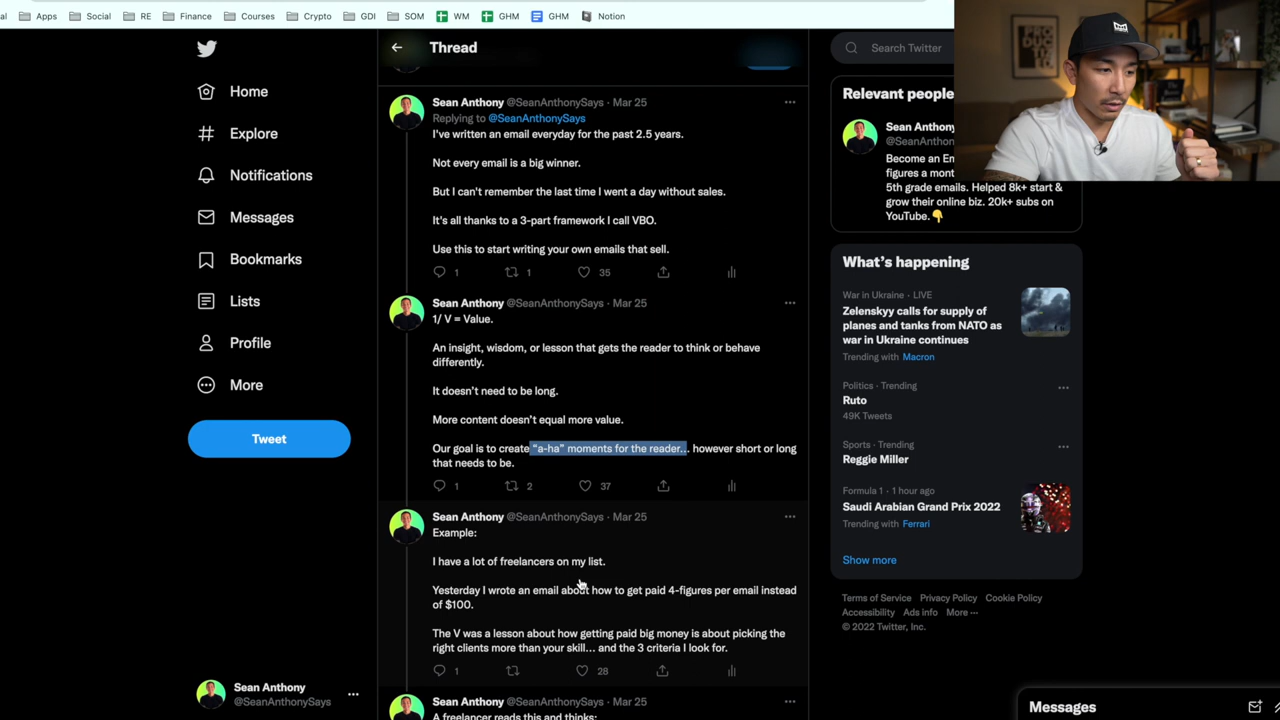 al
Apps
Social
RE
Finance
Courses
Crypto
GDI
SOM
WM
GHM
GHM
Notion
Home
Explore
Notifications
Messages
Bookmarks
Lists
Profile
More
Tweet
Sean Anthony
@SeanAnthonySays
Thread
Sean Anthony @SeanAnthonySays · Mar 25
Replying to @SeanAnthonySays
I've written an email everyday for the past 2.5 years.
Not every email is a big winner.
But I can't remember the last time I went a day without sales.
It's all thanks to a 3-part framework I call VBO.
Use this to start writing your own emails that sell.
1 1 35
Sean Anthony @SeanAnthonySays · Mar 25
1/ V = Value.
An insight, wisdom, or lesson that gets the reader to think or behave
differently.
It doesn't need to be long.
More content doesn't equal more value.
Our goal is to create “a-ha” moments for the reader... however short or long
that needs to be.
1 2 37
Sean Anthony @SeanAnthonySays · Mar 25
Example:
I have a lot of freelancers on my list.
Yesterday I wrote an email about how to get paid 4-figures per email instead
of $100.
The V was a lesson about how getting paid big money is about picking the
right clients more than your skill... and the 3 criteria I look for.
1 28
Sean Anthony @SeanAnthonySays · Mar 25
A freelancer reads this and thinks:
Search Twitter
Relevant people
Sean Anthony
@SeanAnthony
Become an Em
figures a mont
5th grade emails. Helped 8k+ start &
grow their online biz. 20k+ subs on
YouTube.👇
What's happening
War in Ukraine · LIVE
Zelenskyy calls for supply of
planes and tanks from NATO as
war in Ukraine continues
Trending with Macron
Politics · Trending
Ruto
49K Tweets
Sports · Trending
Reggie Miller
Formula 1 · 1 hour ago
Saudi Arabian Grand Prix 2022
Trending with Ferrari
Show more
Terms of Service Privacy Policy Cookie Policy
Accessibility Ads info More ···
© 2022 Twitter, Inc.
Messages